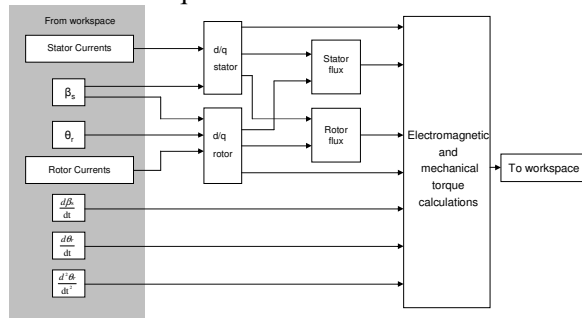 From workspace
Stator Currents
βs
θr
Rotor Currents
dβs
dt
dθr
dt
d²θr
dt²
d/q
stator
d/q
rotor
Stator
flux
Rotor
flux
Electromagnetic
and
mechanical
torque
calculations
To workspace